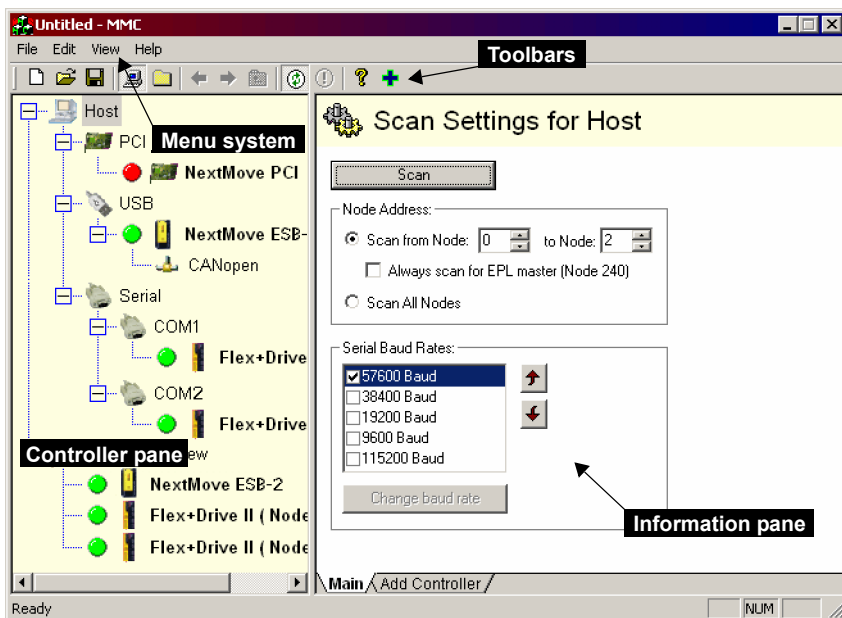 Untitled - MMC
File Edit View Help
Toolbars
Host
PCI
Menu system
NextMove PCI
USB
NextMove ESB-
CANopen
Serial
COM1
Flex+Drive
COM2
Flex+Drive
Controller pane
ew
NextMove ESB-2
Flex+Drive II ( Node
Flex+Drive II ( Node
Scan Settings for Host
Scan
Node Address:
Scan from Node: 0 to Node: 2
Always scan for EPL master (Node 240)
Scan All Nodes
Serial Baud Rates:
57600 Baud
38400 Baud
19200 Baud
9600 Baud
115200 Baud
Change baud rate
Information pane
Main Add Controller
Ready NUM